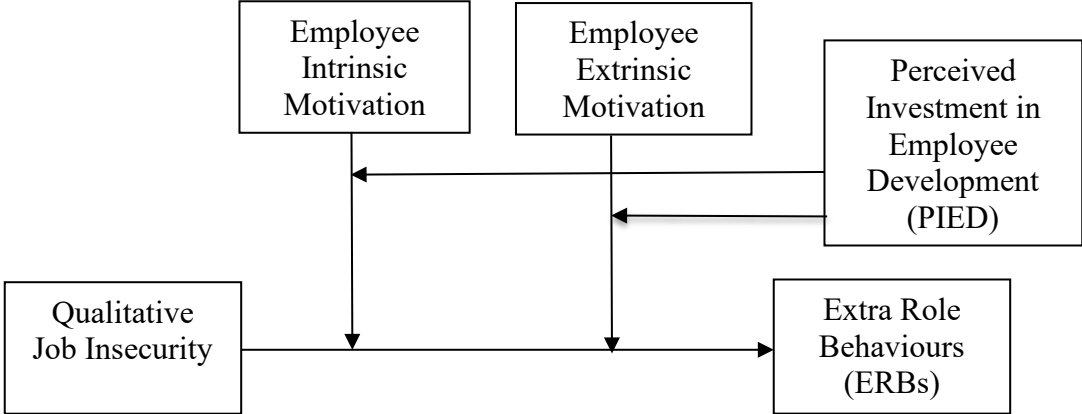 Employee
Intrinsic
Motivation
Employee
Extrinsic
Motivation
Perceived
Investment in
Employee
Development
(PIED)
Qualitative
Job Insecurity
Extra Role
Behaviours
(ERBs)